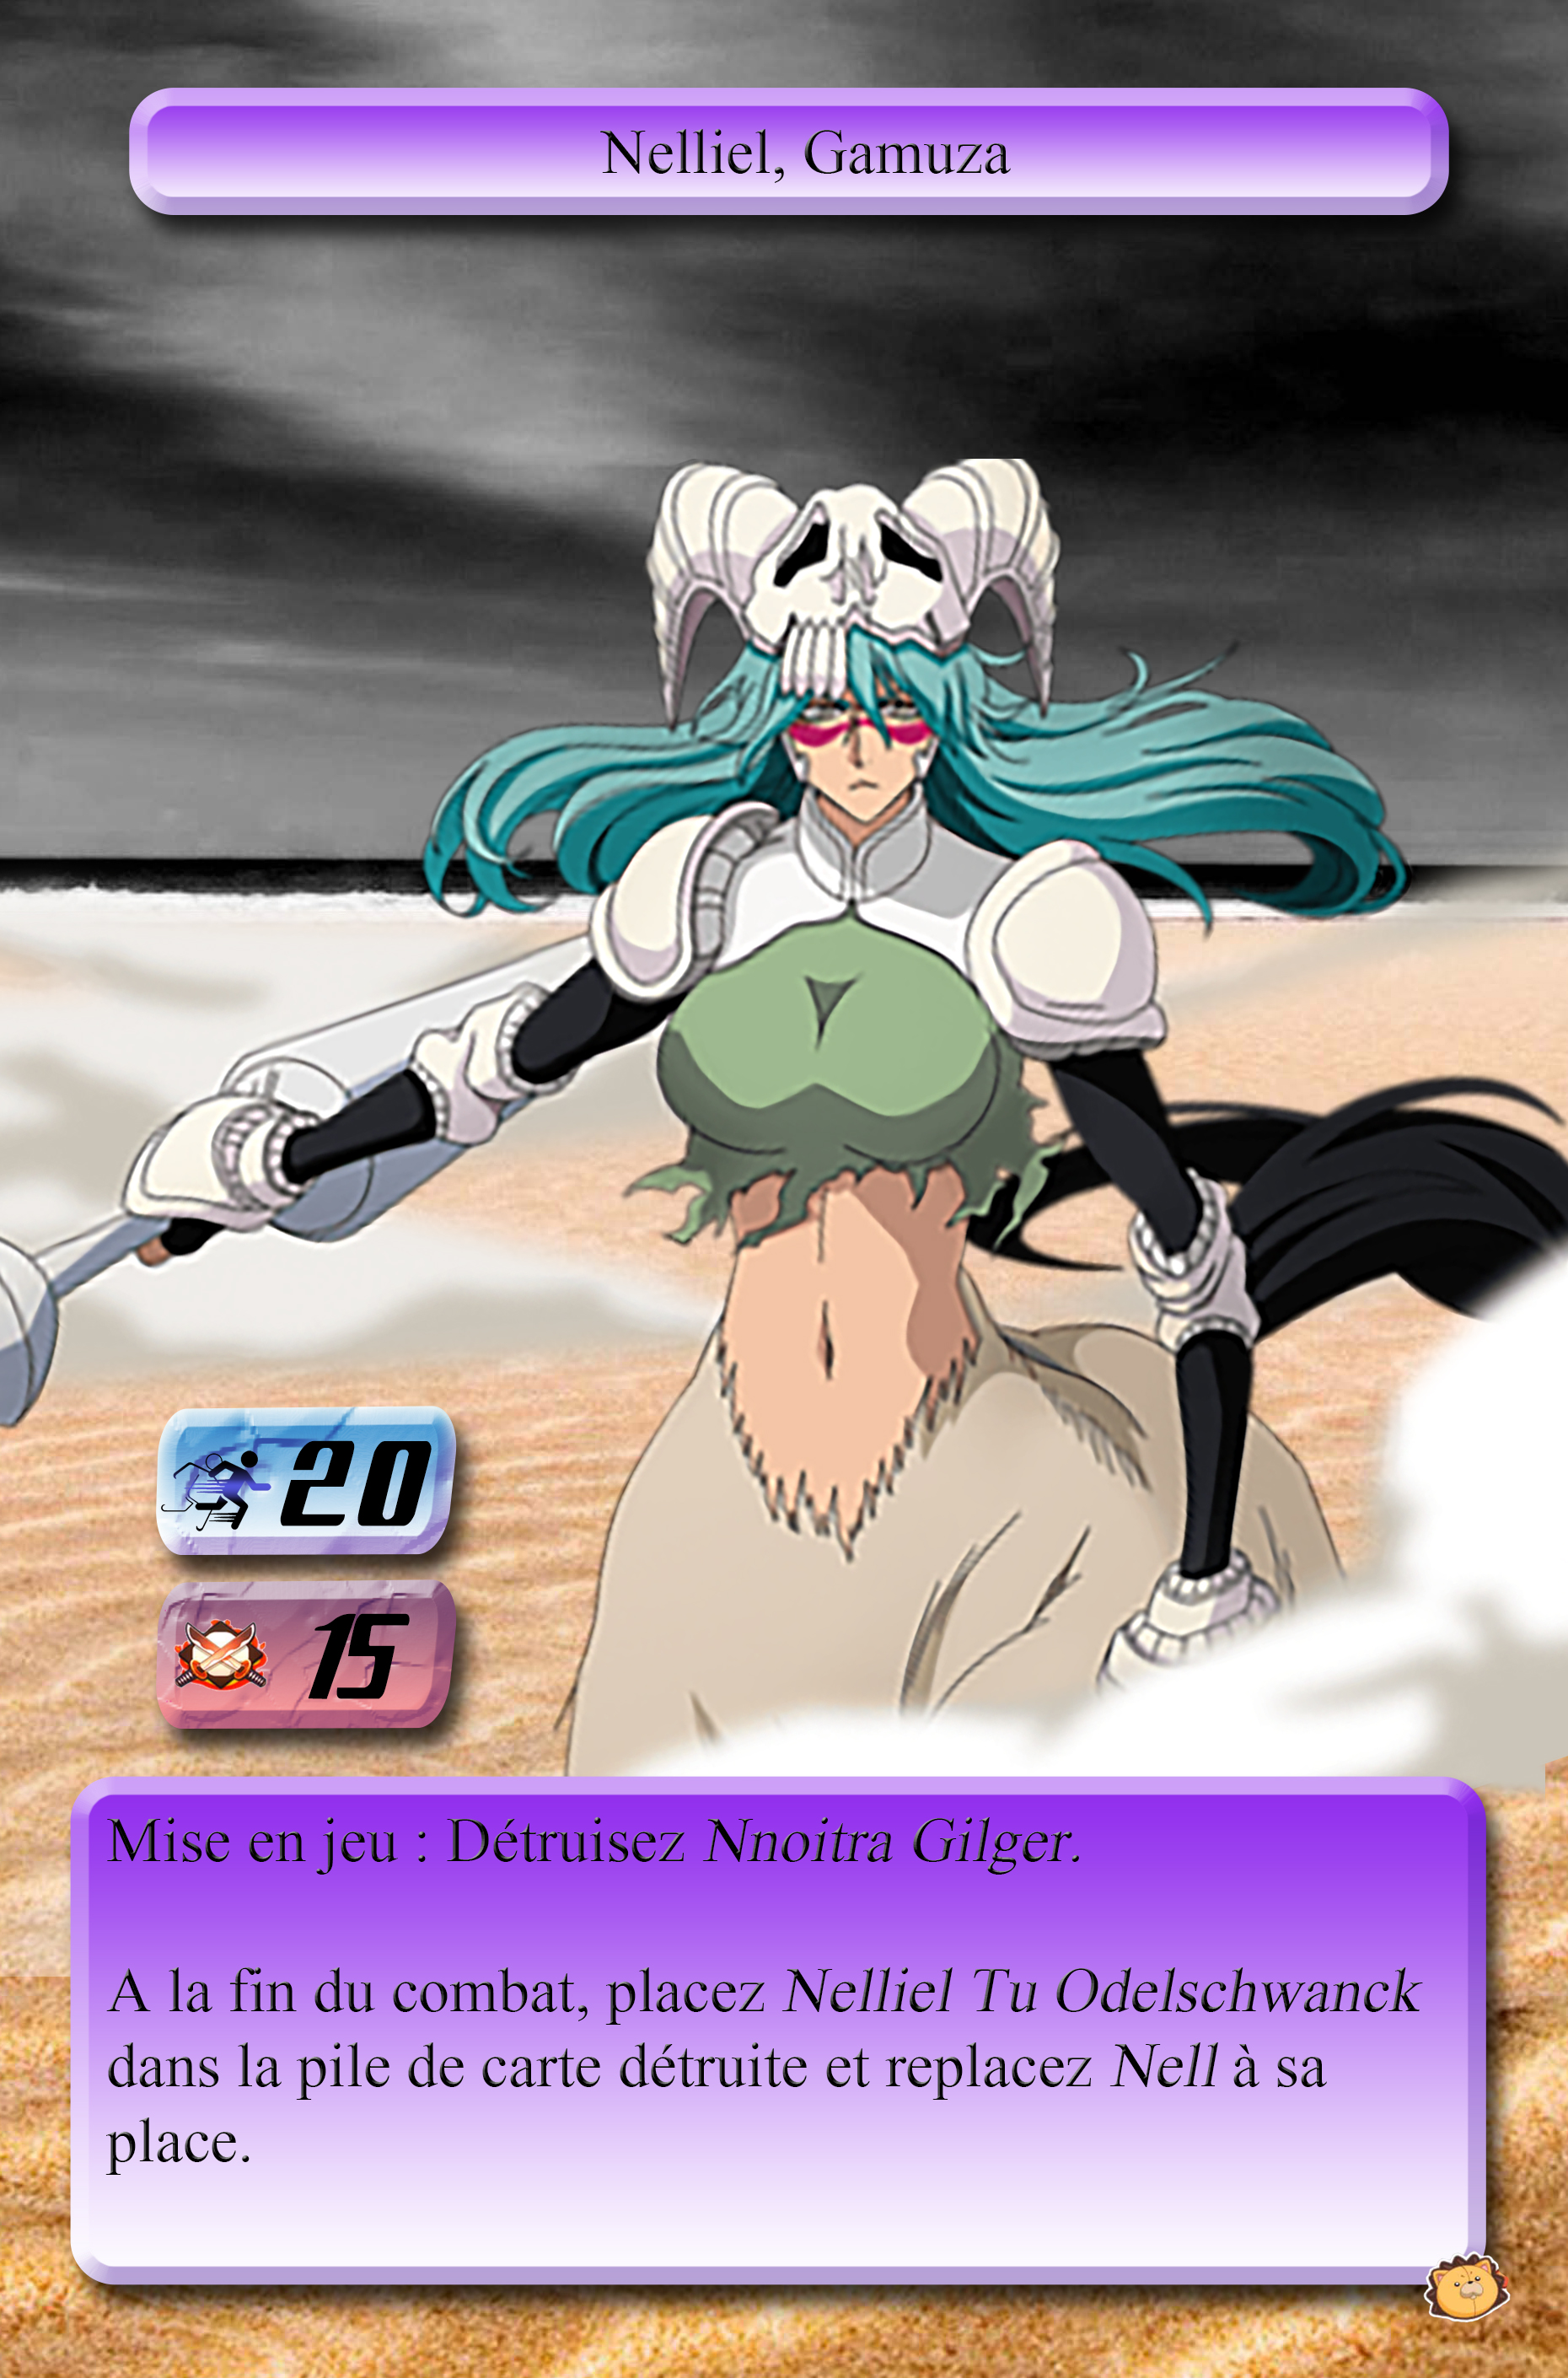 Nelliel, Gamuza
20
15
Mise en jeu : Détruisez Nnoitra Gilger.
A la fin du combat, placez Nelliel Tu Odelschwanck
dans la pile de carte détruite et replacez Nell à sa
place.